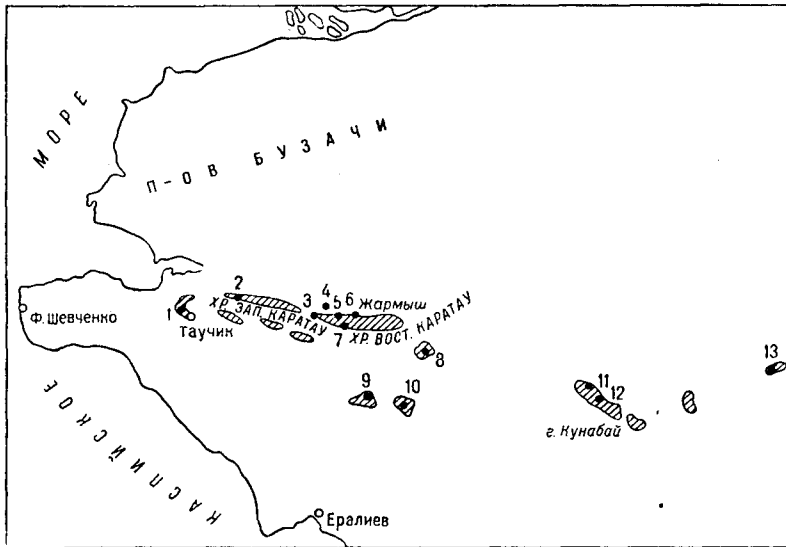 МОРЕ
П-ОВ БУЗАЧИ
Ф. Шевченко
1
Таучик
2
ХР. ЗАП. КАРАТАУ
3
4
5
6
Жармыш
7
ХР. ВОСТ. КАРАТАУ
8
9
10
11
12
13
г. Кунабай
КАСПИЙСКОЕ
Ералиев